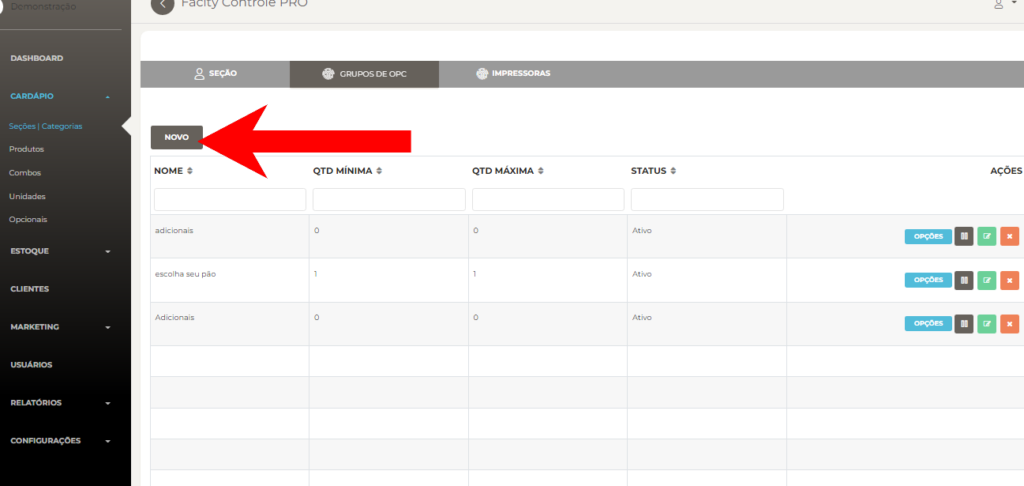 Demonstração
Facity Controle PRO
DASHBOARD
CARDÁPIO
Seções | Categorias
Produtos
Combos
Unidades
Opcionais
ESTOQUE
CLIENTES
MARKETING
USUÁRIOS
RELATÓRIOS
CONFIGURAÇÕES
SEÇÃO GRUPOS DE OPC IMPRESSORAS
NOVO
NOME QTD MÍNIMA QTD MÁXIMA STATUS AÇÕES
adicionais 0 0 Ativo OPÇÕES
escolha seu pão 1 1 Ativo OPÇÕES
Adicionais 0 0 Ativo OPÇÕES